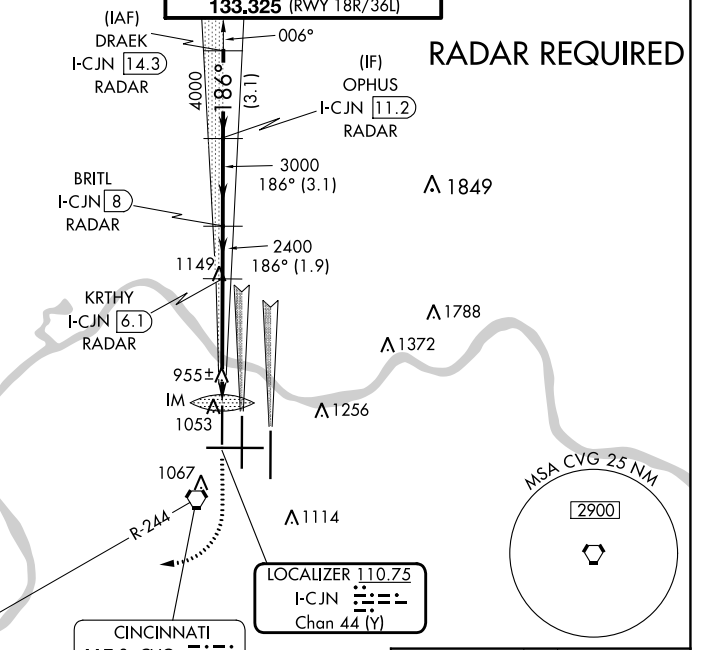 133.325 (RWY 18R/36L)
(IAF)
DRAEK
I-CJN 14.3
RADAR
006°
4000
186°
(3.1)
RADAR REQUIRED
(IF)
OPHUS
I-CJN 11.2
RADAR
3000
186° (3.1)
1849
BRITL
I-CJN 8
RADAR
2400
186° (1.9)
1149
KRTHY
I-CJN 6.1
RADAR
1788
1372
955±
IM
1053
1256
1067
R-244
1114
MSA CVG 25 NM
2900
LOCALIZER 110.75
I-CJN
Chan 44 (Y)
CINCINNATI